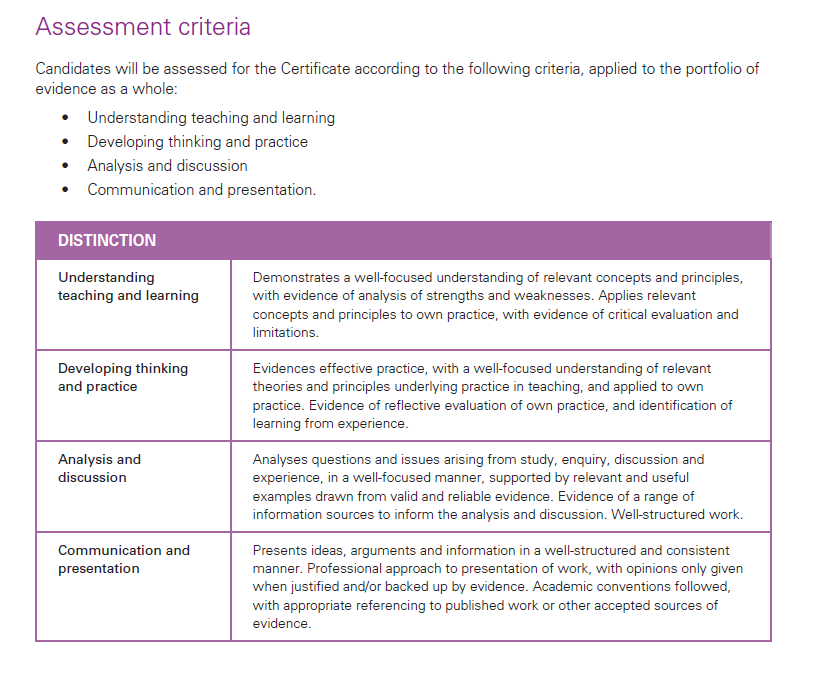 Assessment criteria
Candidates will be assessed for the Certificate according to the following criteria, applied to the portfolio of
evidence as a whole:
• Understanding teaching and learning
• Developing thinking and practice
• Analysis and discussion
• Communication and presentation.
DISTINCTION
Understanding
teaching and learning
Demonstrates a well-focused understanding of relevant concepts and principles,
with evidence of analysis of strengths and weaknesses. Applies relevant
concepts and principles to own practice, with evidence of critical evaluation and
limitations.
Developing thinking
and practice
Evidences effective practice, with a well-focused understanding of relevant
theories and principles underlying practice in teaching, and applied to own
practice. Evidence of reflective evaluation of own practice, and identification of
learning from experience.
Analysis and
discussion
Analyses questions and issues arising from study, enquiry, discussion and
experience, in a well-focused manner, supported by relevant and useful
examples drawn from valid and reliable evidence. Evidence of a range of
information sources to inform the analysis and discussion. Well-structured work.
Communication and
presentation
Presents ideas, arguments and information in a well-structured and consistent
manner. Professional approach to presentation of work, with opinions only given
when justified and/or backed up by evidence. Academic conventions followed,
with appropriate referencing to published work or other accepted sources of
evidence.